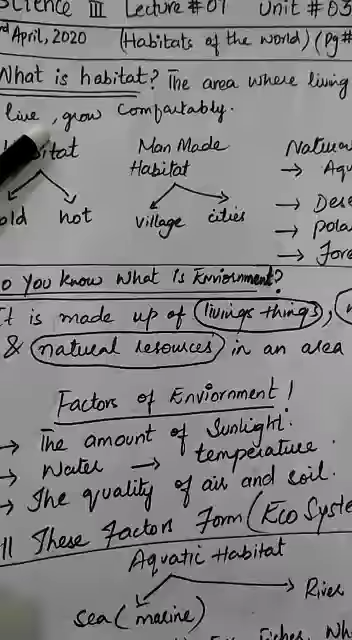 Science III Lecture #01 Unit #03
rd April, 2020 (Habitats of the world) (Pg#
What is habitat? The area where living
live, grow comfortably.
bitat Man Made Natural
Habitat → Aqu
old hot village cities → Dese
→ pola
→ Fore
o you know what is Enviornment?
It is made up of livings things,
& natural resources in an area
Factors of Enviornment!
→ The amount of Sunlight.
→ Water → temperature.
→ The quality of air and soil.
All These Factors Form (Eco Syste
Aquatic Habitat
→ River
sea (marine)
Fishes, Wh